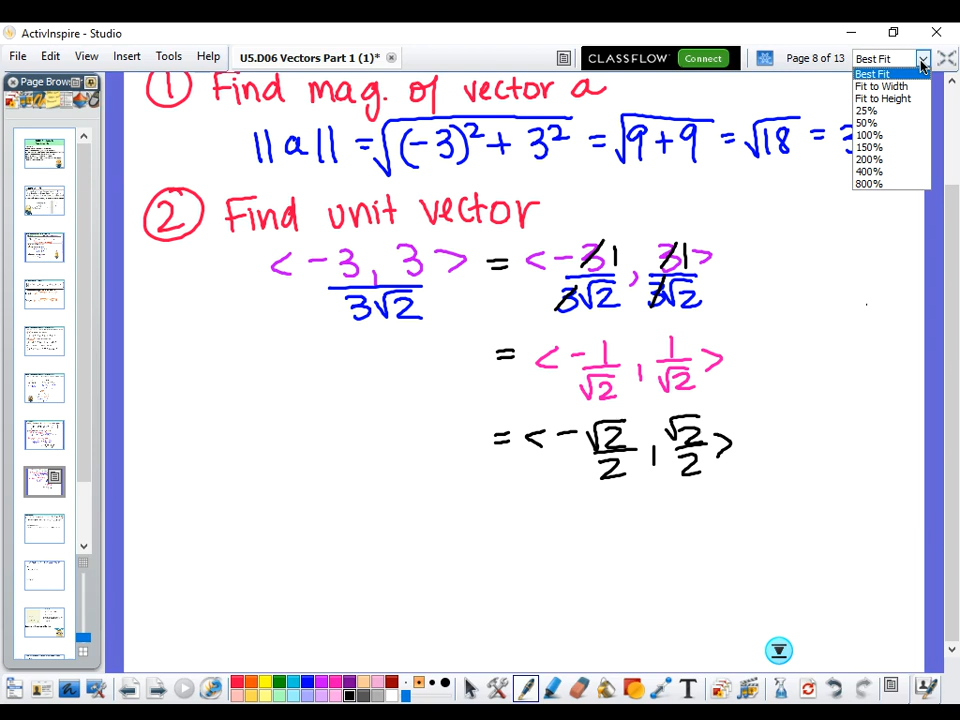 ActivInspire - Studio
File Edit View Insert Tools Help U5.D06 Vectors Part 1 (1)* CLASSFLOW Connect Page 8 of 13 Best Fit
Page Brow
Best Fit
Fit to Width
Fit to Height
25%
50%
100%
150%
200%
400%
800%
① Find mag. of vector a
||a|| = √((-3)² + 3²) = √(9+9) = √18 = 3
② Find unit vector
<-3, 3> / 3√2 = <-3 1 / 3√2, 3 1 / 3√2>
= <-1/√2, 1/√2>
= <-√2/2, √2/2>